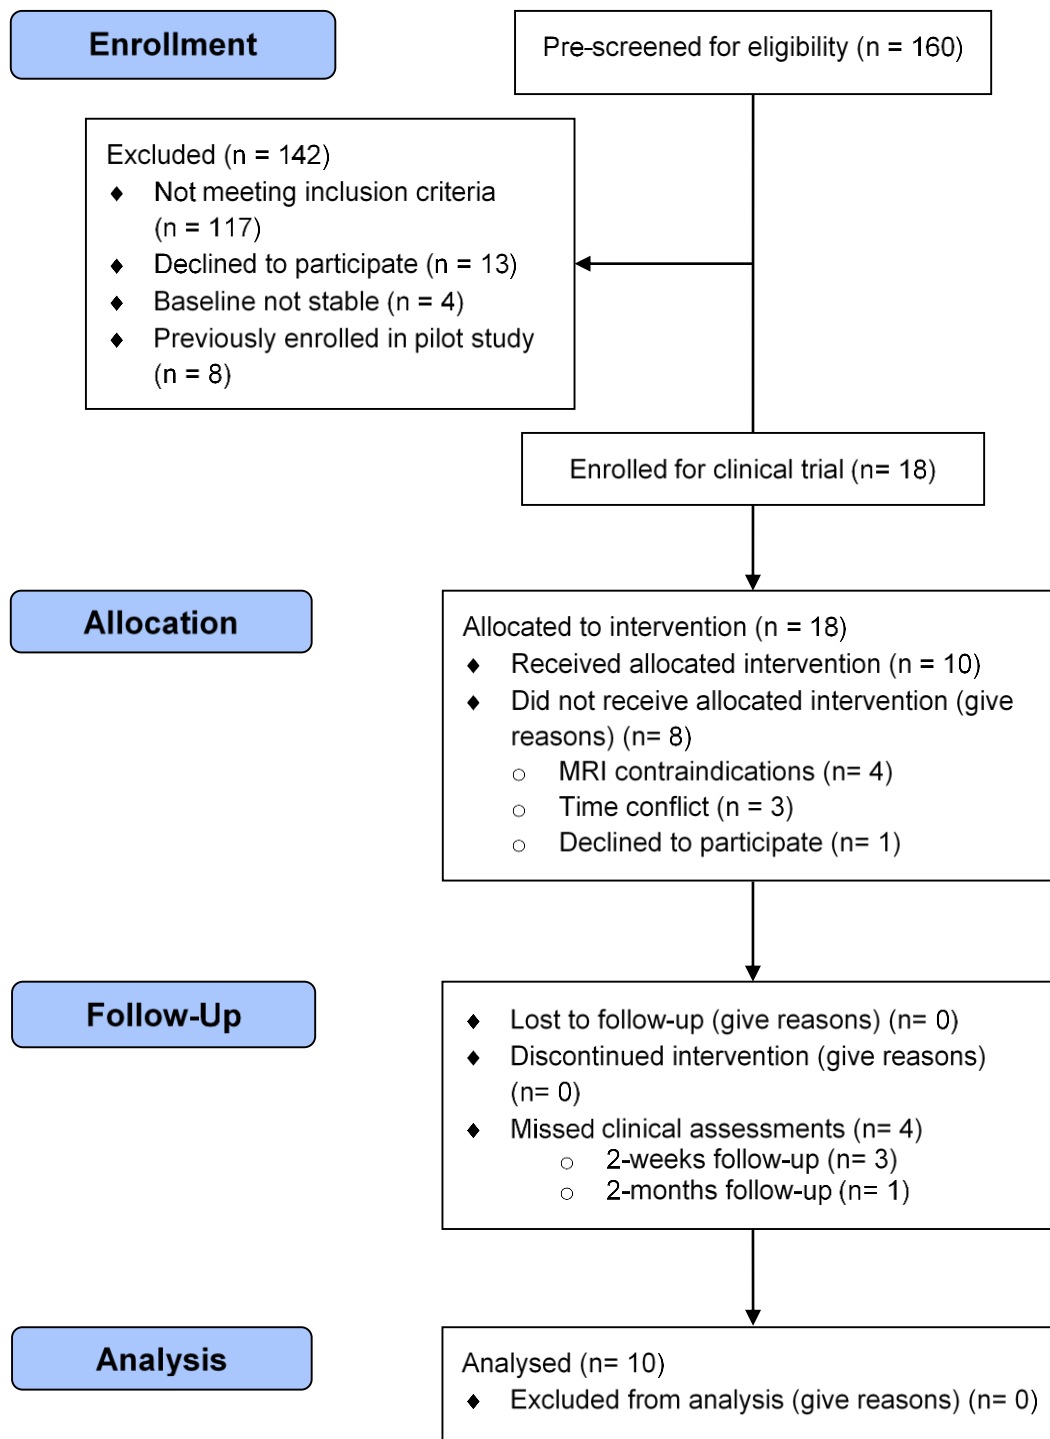 Enrollment
Pre-screened for eligibility (n = 160)
Excluded (n = 142)
♦ Not meeting inclusion criteria
(n = 117)
♦ Declined to participate (n = 13)
♦ Baseline not stable (n = 4)
♦ Previously enrolled in pilot study
(n = 8)
Enrolled for clinical trial (n= 18)
Allocation
Allocated to intervention (n = 18)
♦ Received allocated intervention (n = 10)
♦ Did not receive allocated intervention (give
reasons) (n= 8)
○ MRI contraindications (n= 4)
○ Time conflict (n = 3)
○ Declined to participate (n= 1)
Follow-Up
♦ Lost to follow-up (give reasons) (n= 0)
♦ Discontinued intervention (give reasons)
(n= 0)
♦ Missed clinical assessments (n= 4)
○ 2-weeks follow-up (n= 3)
○ 2-months follow-up (n= 1)
Analysis
Analysed (n= 10)
♦ Excluded from analysis (give reasons) (n= 0)